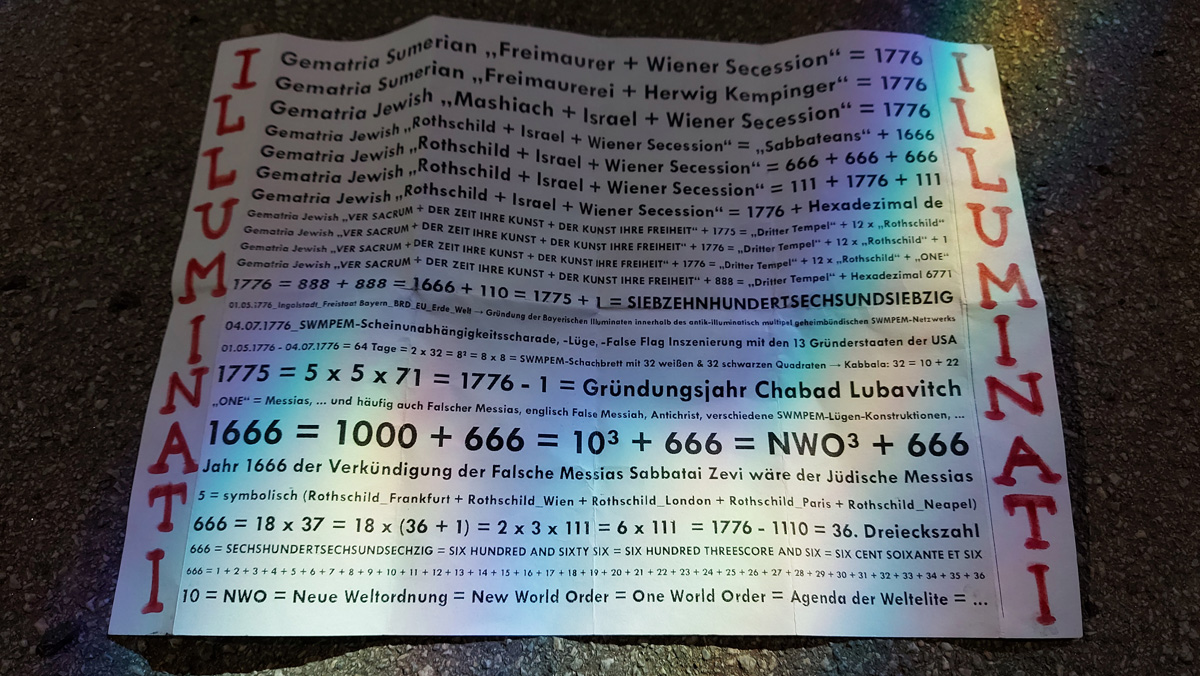 ILLUMINATI
Gematria Sumerian „Freimaurer + Wiener Secession“ = 1776
Gematria Sumerian „Freimaurerei + Herwig Kempinger“ = 1776
Gematria Jewish „Mashiach + Israel + Wiener Secession“ = 1776
Gematria Jewish „Rothschild + Israel + Wiener Secession“ = „Sabbateans“ + 1666
Gematria Jewish „Rothschild + Israel + Wiener Secession“ = 666 + 666 + 666
Gematria Jewish „Rothschild + Israel + Wiener Secession“ = 111 + 1776 + 111
Gematria Jewish „Rothschild + Israel + Wiener Secession“ = 1776 + Hexadezimal de
Gematria Jewish „VER SACRUM + DER ZEIT IHRE KUNST + DER KUNST IHRE FREIHEIT“ + 1775 = „Dritter Tempel“ + 12 x „Rothschild“
Gematria Jewish „VER SACRUM + DER ZEIT IHRE KUNST + DER KUNST IHRE FREIHEIT“ + 1776 = „Dritter Tempel“ + 12 x „Rothschild“ + 1
Gematria Jewish „VER SACRUM + DER ZEIT IHRE KUNST + DER KUNST IHRE FREIHEIT“ + 1776 = „Dritter Tempel“ + 12 x „Rothschild“ + „ONE“
Gematria Jewish „VER SACRUM + DER ZEIT IHRE KUNST + DER KUNST IHRE FREIHEIT“ + 888 = „Dritter Tempel“ + Hexadezimal 6771
1776 = 888 + 888 = 1666 + 110 = 1775 + 1 = SIEBZEHNHUNDERTSECHSUNDSIEBZIG
01.05.1776_Ingolstadt_Freistaat Bayern_BRD_EU_Erde_Welt → Gründung der Bayerischen Illuminaten innerhalb des antik-illuminatisch multipel geheimbündischen SWMPEM-Netzwerks
04.07.1776_SWMPEM-Scheinunabhängigkeitsscharade, -Lüge, -False Flag Inszenierung mit den 13 Gründerstaaten der USA
01.05.1776 - 04.07.1776 = 64 Tage = 2 x 32 = 8² = 8 x 8 = SWMPEM-Schachbrett mit 32 weißen & 32 schwarzen Quadraten → Kabbala: 32 = 10 + 22
1775 = 5 x 5 x 71 = 1776 - 1 = Gründungsjahr Chabad Lubavitch
„ONE“ = Messias, ... und häufig auch Falscher Messias, englisch False Messiah, Antichrist, verschiedene SWMPEM-Lügen-Konstruktionen, ...
1666 = 1000 + 666 = 10³ + 666 = NWO³ + 666
Jahr 1666 der Verkündigung der Falsche Messias Sabbatai Zevi wäre der Jüdische Messias
5 = symbolisch (Rothschild_Frankfurt + Rothschild_Wien + Rothschild_London + Rothschild_Paris + Rothschild_Neapel)
666 = 18 x 37 = 18 x (36 + 1) = 2 x 3 x 111 = 6 x 111 = 1776 - 1110 = 36. Dreieckszahl
666 = SECHSHUNDERTSECHSUNDSECHZIG = SIX HUNDRED AND SIXTY SIX = SIX HUNDRED THREESCORE AND SIX = SIX CENT SOIXANTE ET SIX
666 = 1 + 2 + 3 + 4 + 5 + 6 + 7 + 8 + 9 + 10 + 11 + 12 + 13 + 14 + 15 + 16 + 17 + 18 + 19 + 20 + 21 + 22 + 23 + 24 + 25 + 26 + 27 + 28 + 29 + 30 + 31 + 32 + 33 + 34 + 35 + 36
10 = NWO = Neue Weltordnung = New World Order = One World Order = Agenda der Weltelite = ...
ILLUMINATI